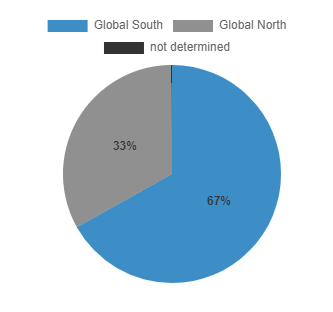 Global South Global North
not determined
33%
67%